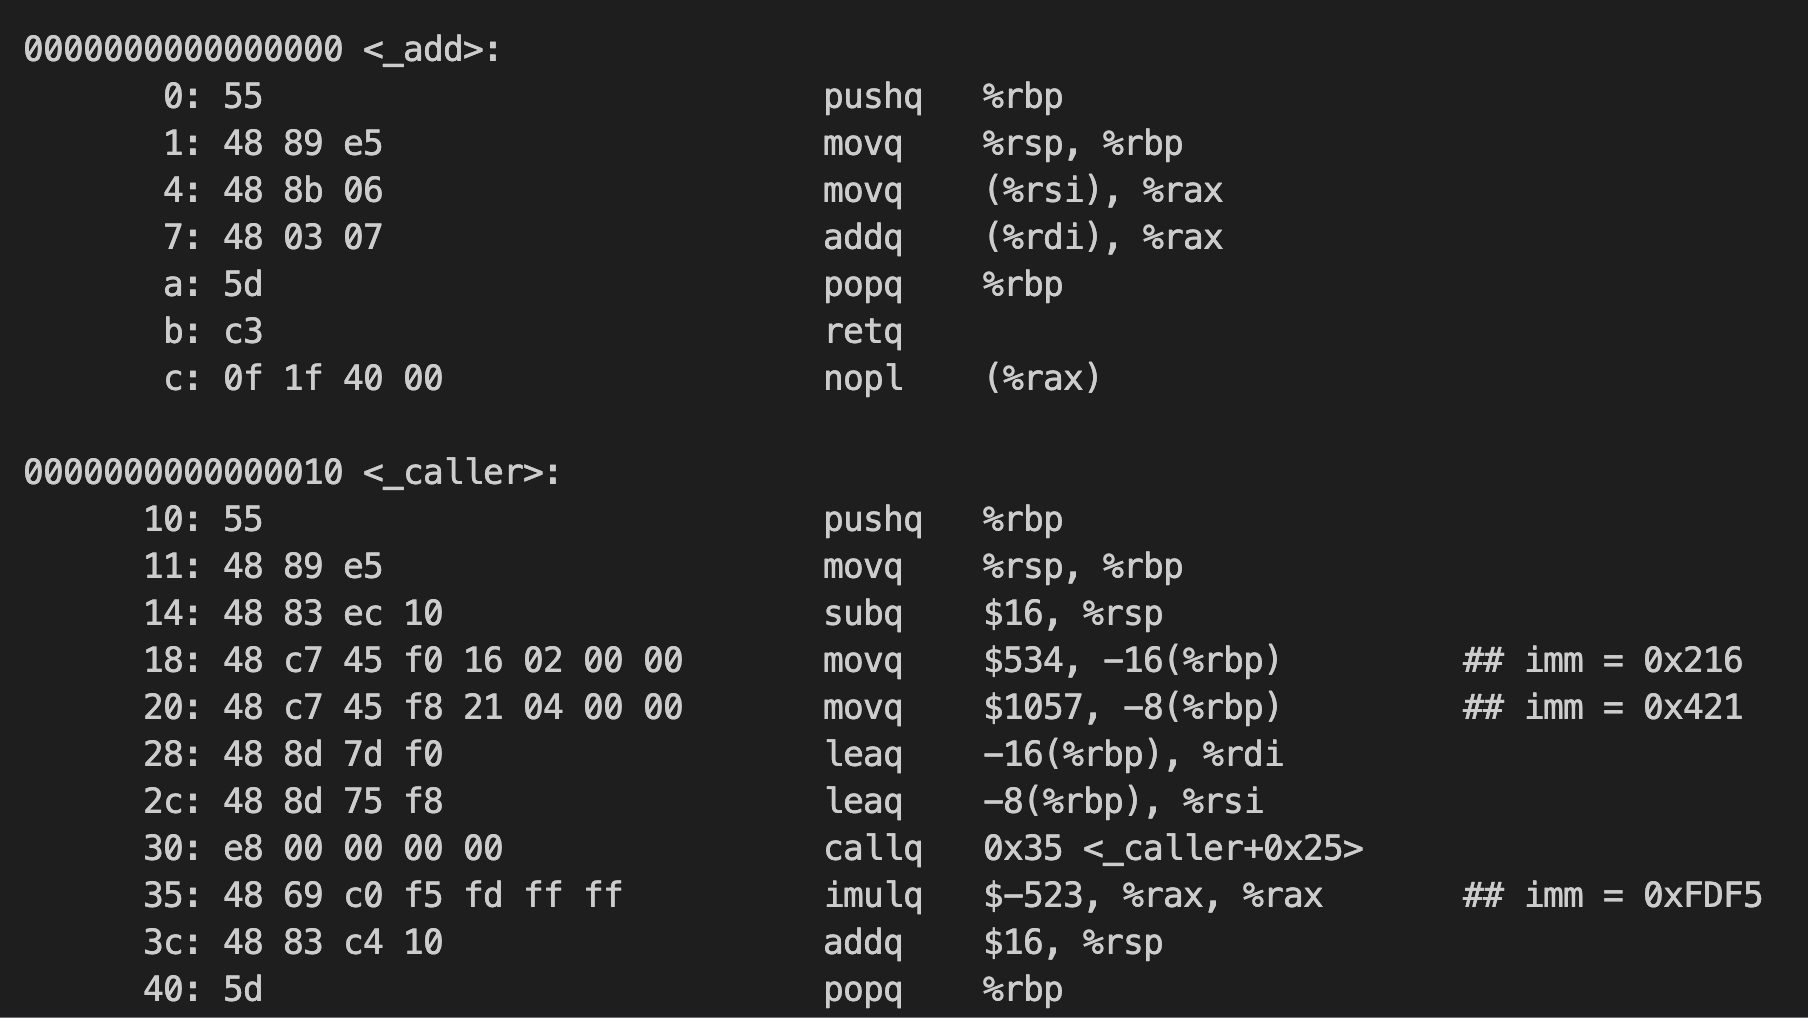 0000000000000000 <_add>:
0: 55 pushq %rbp
1: 48 89 e5 movq %rsp, %rbp
4: 48 8b 06 movq (%rsi), %rax
7: 48 03 07 addq (%rdi), %rax
a: 5d popq %rbp
b: c3 retq
c: 0f 1f 40 00 nopl (%rax)
0000000000000010 <_caller>:
10: 55 pushq %rbp
11: 48 89 e5 movq %rsp, %rbp
14: 48 83 ec 10 subq $16, %rsp
18: 48 c7 45 f0 16 02 00 00 movq $534, -16(%rbp) ## imm = 0x216
20: 48 c7 45 f8 21 04 00 00 movq $1057, -8(%rbp) ## imm = 0x421
28: 48 8d 7d f0 leaq -16(%rbp), %rdi
2c: 48 8d 75 f8 leaq -8(%rbp), %rsi
30: e8 00 00 00 00 callq 0x35 <_caller+0x25>
35: 48 69 c0 f5 fd ff ff imulq $-523, %rax, %rax ## imm = 0xFDF5
3c: 48 83 c4 10 addq $16, %rsp
40: 5d popq %rbp